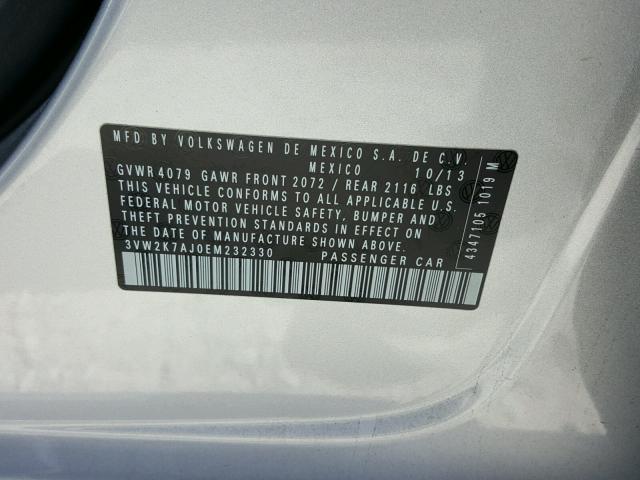 MFD BY VOLKSWAGEN DE MEXICO S.A. DE C.V.
MEXICO 10/13
GVWR 4079 GAWR FRONT 2072 / REAR 2116 LBS
THIS VEHICLE CONFORMS TO ALL APPLICABLE U.S.
FEDERAL MOTOR VEHICLE SAFETY, BUMPER AND
THEFT PREVENTION STANDARDS IN EFFECT ON
THE DATE OF MANUFACTURE SHOWN ABOVE
3VW2K7AJ0EM232330 PASSENGER CAR
4347105 1019 M